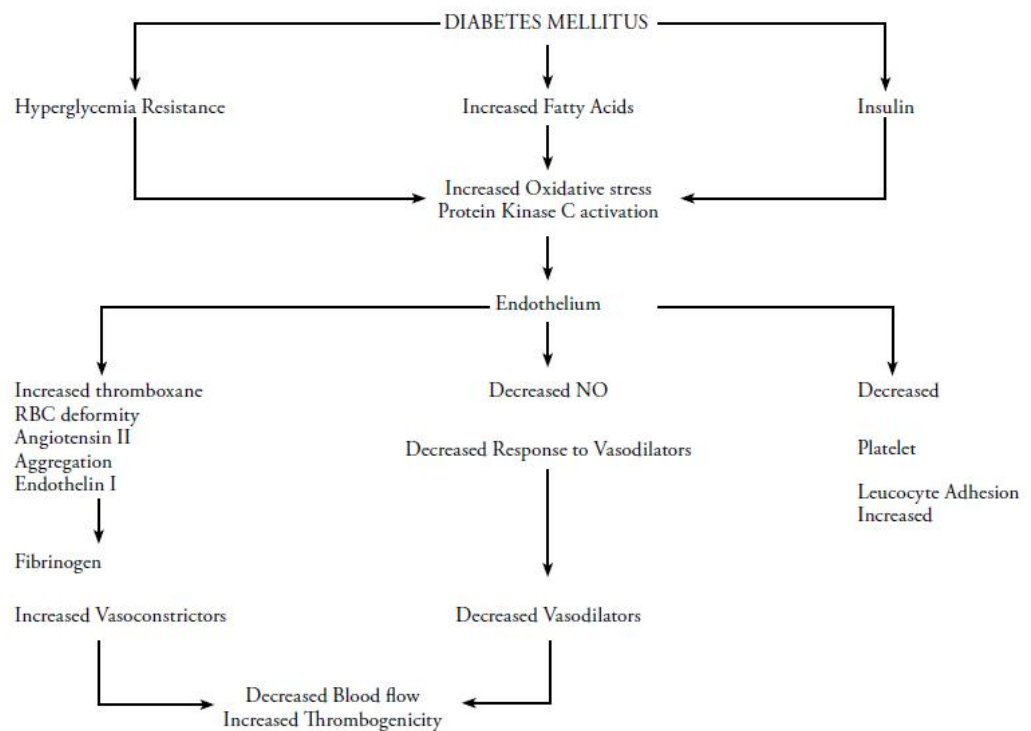 DIABETES MELLITUS
Hyperglycemia Resistance
Increased Fatty Acids
Insulin
Increased Oxidative stress
Protein Kinase C activation
Endothelium
Increased thromboxane
RBC deformity
Angiotensin II
Aggregation
Endothelin I
Fibrinogen
Increased Vasoconstrictors
Decreased NO
Decreased Response to Vasodilators
Decreased Vasodilators
Decreased
Platelet
Leucocyte Adhesion
Increased
Decreased Blood flow
Increased Thrombogenicity